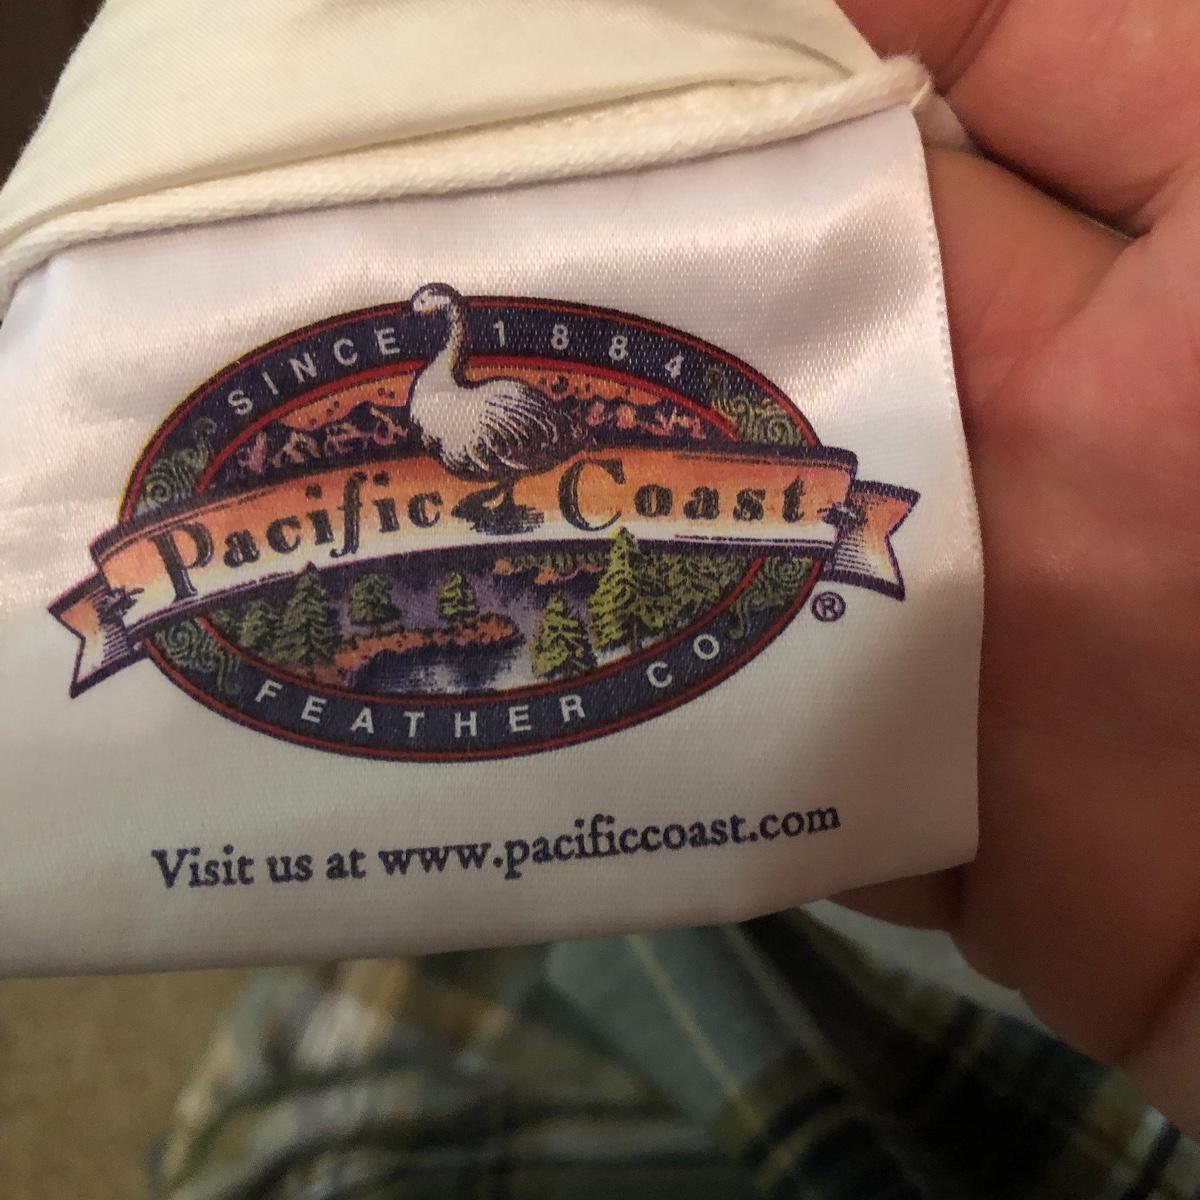 SINCE 1884
Pacific Coast
®
FEATHER CO
Visit us at www.pacificcoast.com